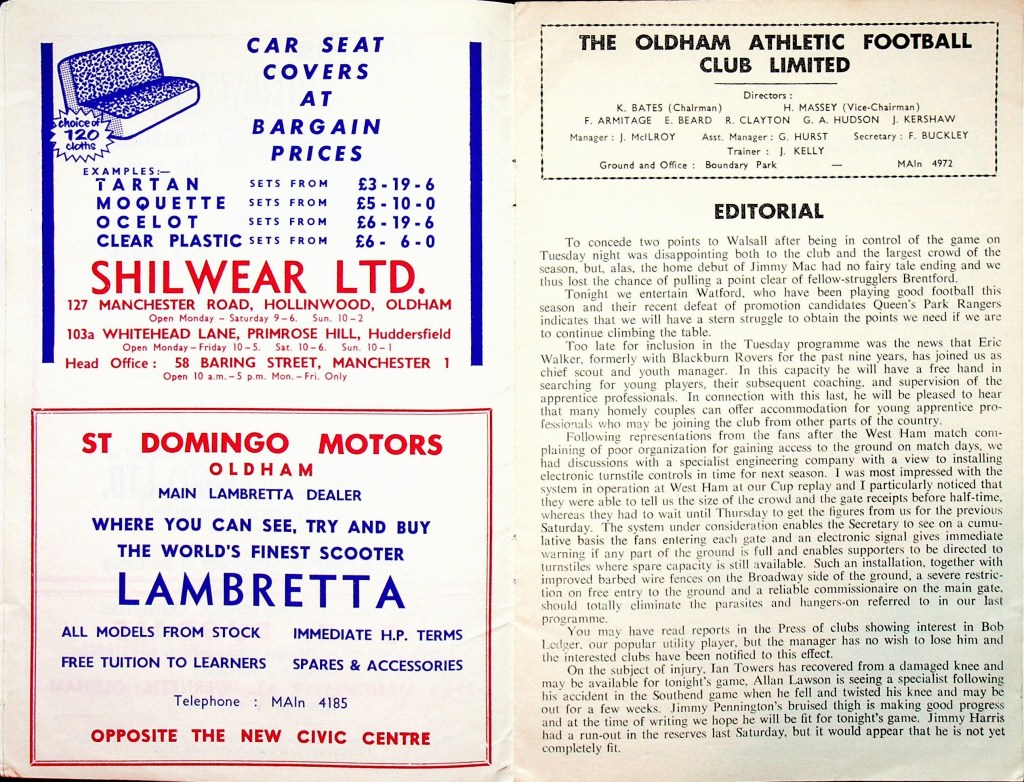 CAR SEAT
COVERS
AT
BARGAIN
PRICES
choice of
120
cloths
EXAMPLES:—
TARTAN SETS FROM £3-19-6
MOQUETTE SETS FROM £5-10-0
OCELOT SETS FROM £6-19-6
CLEAR PLASTIC SETS FROM £6- 6-0
SHILWEAR LTD.
127 MANCHESTER ROAD, HOLLINWOOD, OLDHAM
Open Monday – Saturday 9-6. Sun. 10-2
103a WHITEHEAD LANE, PRIMROSE HILL, Huddersfield
Open Monday-Friday 10-5. Sat. 10-6. Sun. 10-1
Head Office : 58 BARING STREET, MANCHESTER 1
Open 10 a.m.-5 p.m. Mon.-Fri. Only
ST DOMINGO MOTORS
OLDHAM
MAIN LAMBRETTA DEALER
WHERE YOU CAN SEE, TRY AND BUY
THE WORLD'S FINEST SCOOTER
LAMBRETTA
ALL MODELS FROM STOCK IMMEDIATE H.P. TERMS
FREE TUITION TO LEARNERS SPARES & ACCESSORIES
Telephone : MAIn 4185
OPPOSITE THE NEW CIVIC CENTRE
THE OLDHAM ATHLETIC FOOTBALL
CLUB LIMITED
Directors :
K. BATES (Chairman) H. MASSEY (Vice-Chairman)
F. ARMITAGE E. BEARD R. CLAYTON G. A. HUDSON J. KERSHAW
Manager : J. McILROY Asst. Manager : G. HURST Secretary : F. BUCKLEY
Trainer : J. KELLY
Ground and Office : Boundary Park — MAIn 4972
EDITORIAL
To concede two points to Walsall after being in control of the game on
Tuesday night was disappointing both to the club and the largest crowd of the
season, but, alas, the home debut of Jimmy Mac had no fairy tale ending and we
thus lost the chance of pulling a point clear of fellow-strugglers Brentford.
Tonight we entertain Watford, who have been playing good football this
season and their recent defeat of promotion candidates Queen's Park Rangers
indicates that we will have a stern struggle to obtain the points we need if we are
to continue climbing the table.
Too late for inclusion in the Tuesday programme was the news that Eric
Walker, formerly with Blackburn Rovers for the past nine years, has joined us as
chief scout and youth manager. In this capacity he will have a free hand in
searching for young players, their subsequent coaching, and supervision of the
apprentice professionals. In connection with this last, he will be pleased to hear
that many homely couples can offer accommodation for young apprentice pro-
fessionals who may be joining the club from other parts of the country.
Following representations from the fans after the West Ham match com-
plaining of poor organization for gaining access to the ground on match days, we
had discussions with a specialist engineering company with a view to installing
electronic turnstile controls in time for next season. I was most impressed with the
system in operation at West Ham at our Cup replay and I particularly noticed that
they were able to tell us the size of the crowd and the gate receipts before half-time,
whereas they had to wait until Thursday to get the figures from us for the previous
Saturday. The system under consideration enables the Secretary to see on a cumu-
lative basis the fans entering each gate and an electronic signal gives immediate
warning if any part of the ground is full and enables supporters to be directed to
turnstiles where spare capacity is still available. Such an installation, together with
improved barbed wire fences on the Broadway side of the ground, a severe restric-
tion on free entry to the ground and a reliable commissionaire on the main gate,
should totally eliminate the parasites and hangers-on referred to in our last
programme.
You may have read reports in the Press of clubs showing interest in Bob
Ledger, our popular utility player, but the manager has no wish to lose him and
the interested clubs have been notified to this effect.
On the subject of injury, Ian Towers has recovered from a damaged knee and
may be available for tonight's game, Allan Lawson is seeing a specialist following
his accident in the Southend game when he fell and twisted his knee and may be
out for a few weeks. Jimmy Pennington's bruised thigh is making good progress
and at the time of writing we hope he will be fit for tonight's game. Jimmy Harris
had a run-out in the reserves last Saturday, but it would appear that he is not yet
completely fit.